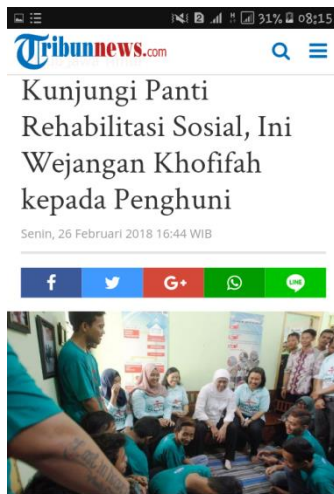 31% 08:15
Tribunnews.com
Kunjungi Panti
Rehabilitasi Sosial, Ini
Wejangan Khofifah
kepada Penghuni
Senin, 26 Februari 2018 16:44 WIB
f G+ LINE